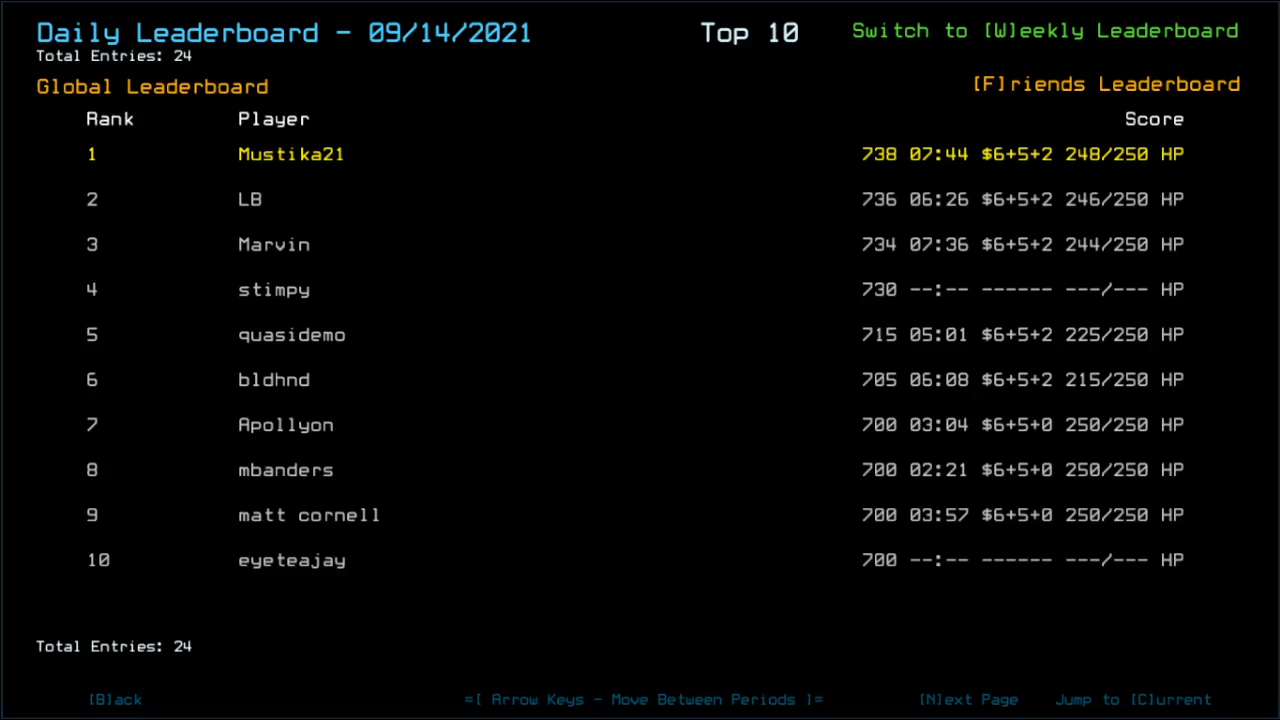 Daily Leaderboard - 09/14/2021 Top 10 Switch to [W]eekly Leaderboard
Total Entries: 24
Global Leaderboard [F]riends Leaderboard
Rank Player Score
1 Mustika21 738 07:44 $6+5+2 248/250 HP
2 LB 736 06:26 $6+5+2 246/250 HP
3 Marvin 734 07:36 $6+5+2 244/250 HP
4 stimpy 730 --:-- ------ ---/--- HP
5 quasidemo 715 05:01 $6+5+2 225/250 HP
6 bldhnd 705 06:08 $6+5+2 215/250 HP
7 Apollyon 700 03:04 $6+5+0 250/250 HP
8 mbanders 700 02:21 $6+5+0 250/250 HP
9 matt cornell 700 03:57 $6+5+0 250/250 HP
10 eyeteajay 700 --:-- ------ ---/--- HP
Total Entries: 24
[B]ack =[ Arrow Keys - Move Between Periods ]= [N]ext Page Jump to [C]urrent